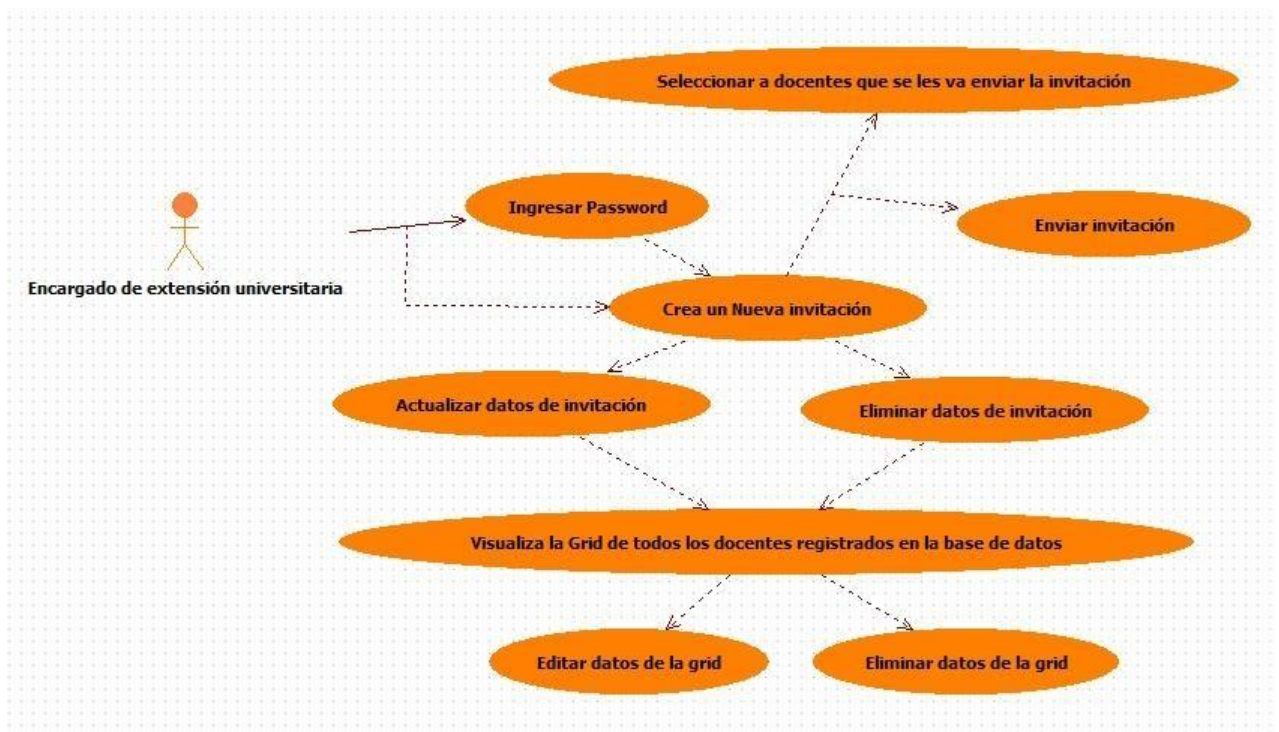 Seleccionar a docentes que se les va enviar la invitación
Ingresar Password
Enviar invitación
Encargado de extensión universitaria
Crea un Nueva invitación
Actualizar datos de invitación
Eliminar datos de invitación
Visualiza la Grid de todos los docentes registrados en la base de datos
Editar datos de la grid
Eliminar datos de la grid